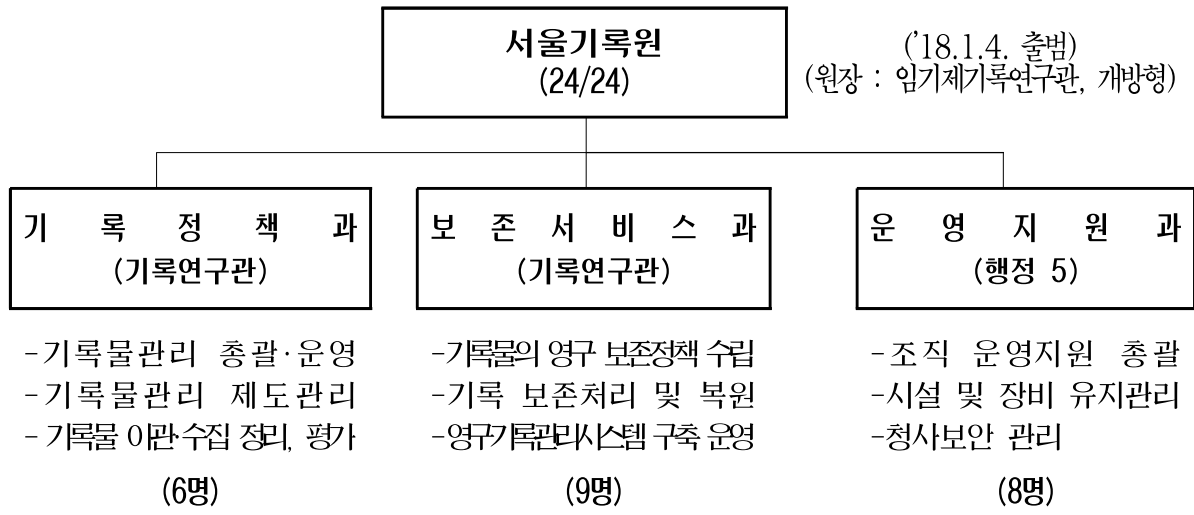 서울기록원
(24/24)
('18.1.4. 출범)
(원장 : 임기제기록연구관, 개방형)
기 록 정 책 과
(기록연구관)
-기록물관리 총괄·운영
-기록물관리 제도관리
- 기록물 이관·수집 정리, 평가
(6명)
보 존 서 비 스 과
(기록연구관)
-기록물의 영구 보존정책 수립
-기록 보존처리 및 복원
-영구기록관리시스템 구축 운영
(9명)
운 영 지 원 과
(행정 5)
-조직 운영지원 총괄
-시설 및 장비 유지관리
-청사보안 관리
(8명)